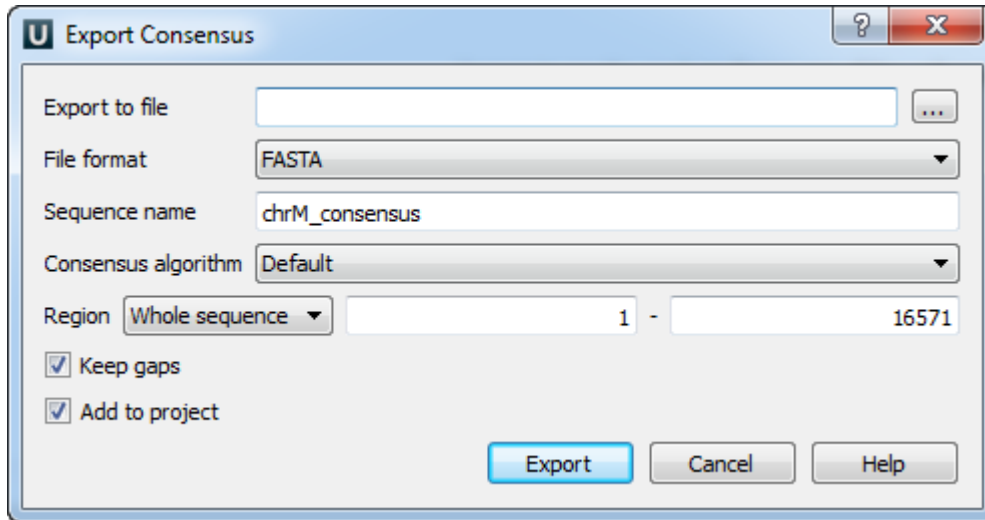 U Export Consensus ? X
Export to file ...
File format FASTA
Sequence name chrM_consensus
Consensus algorithm Default
Region Whole sequence 1 - 16571
Keep gaps
Add to project
Export Cancel Help